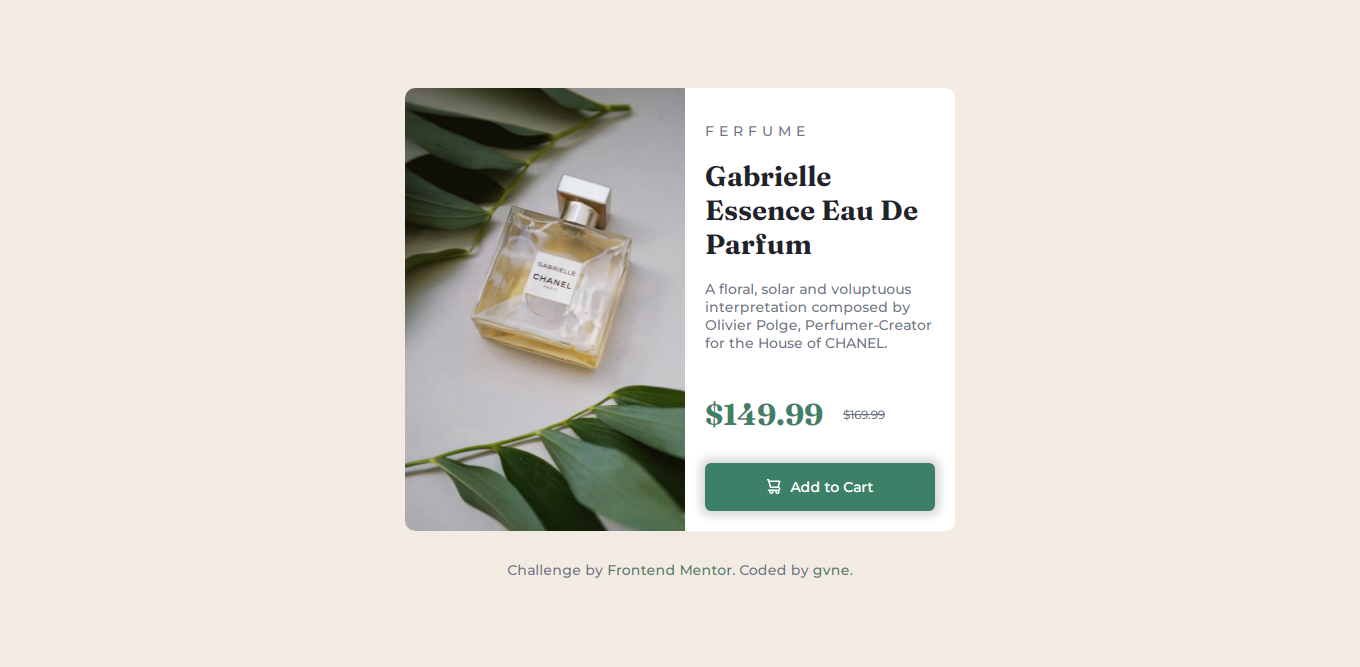 GABRIELLE
CHANEL
PARIS
FERFUME
Gabrielle
Essence Eau De
Parfum
A floral, solar and voluptuous
interpretation composed by
Olivier Polge, Perfumer-Creator
for the House of CHANEL.
$149.99 $169.99
Add to Cart
Challenge by Frontend Mentor. Coded by gvne.